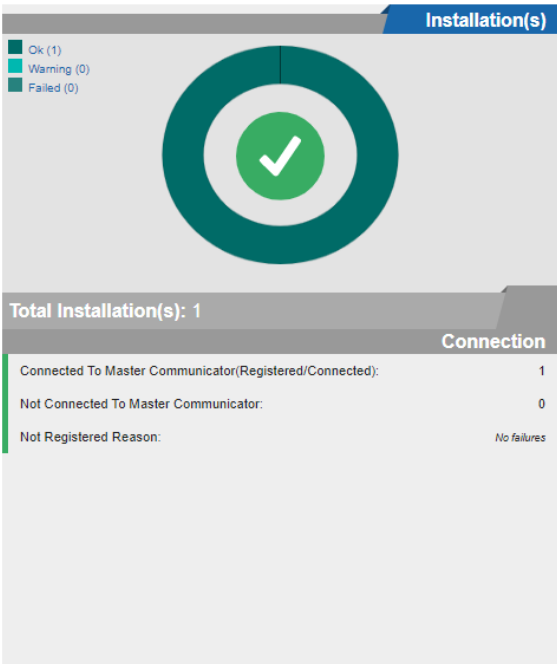 Installation(s)
Ok (1)
Warning (0)
Failed (0)
Total Installation(s): 1
Connection
Connected To Master Communicator(Registered/Connected): 1
Not Connected To Master Communicator: 0
Not Registered Reason: No failures